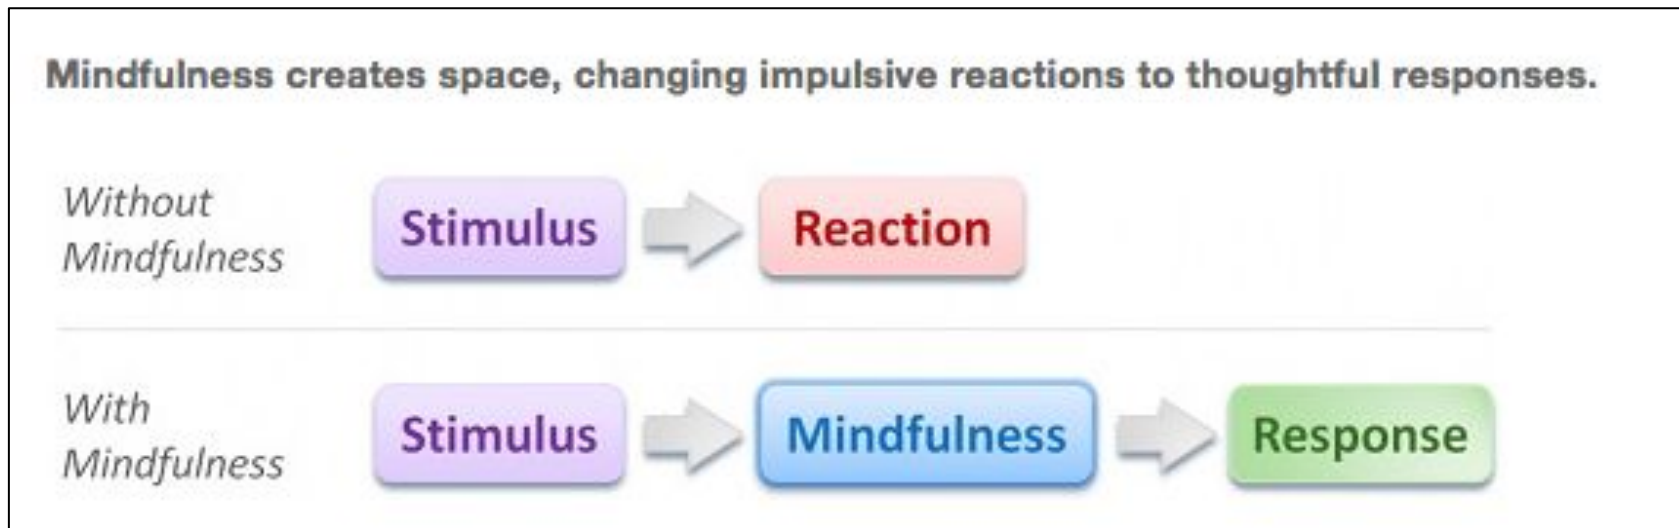 Mindfulness creates space, changing impulsive reactions to thoughtful responses.
Without
Mindfulness
Stimulus
Reaction
With
Mindfulness
Stimulus
Mindfulness
Response